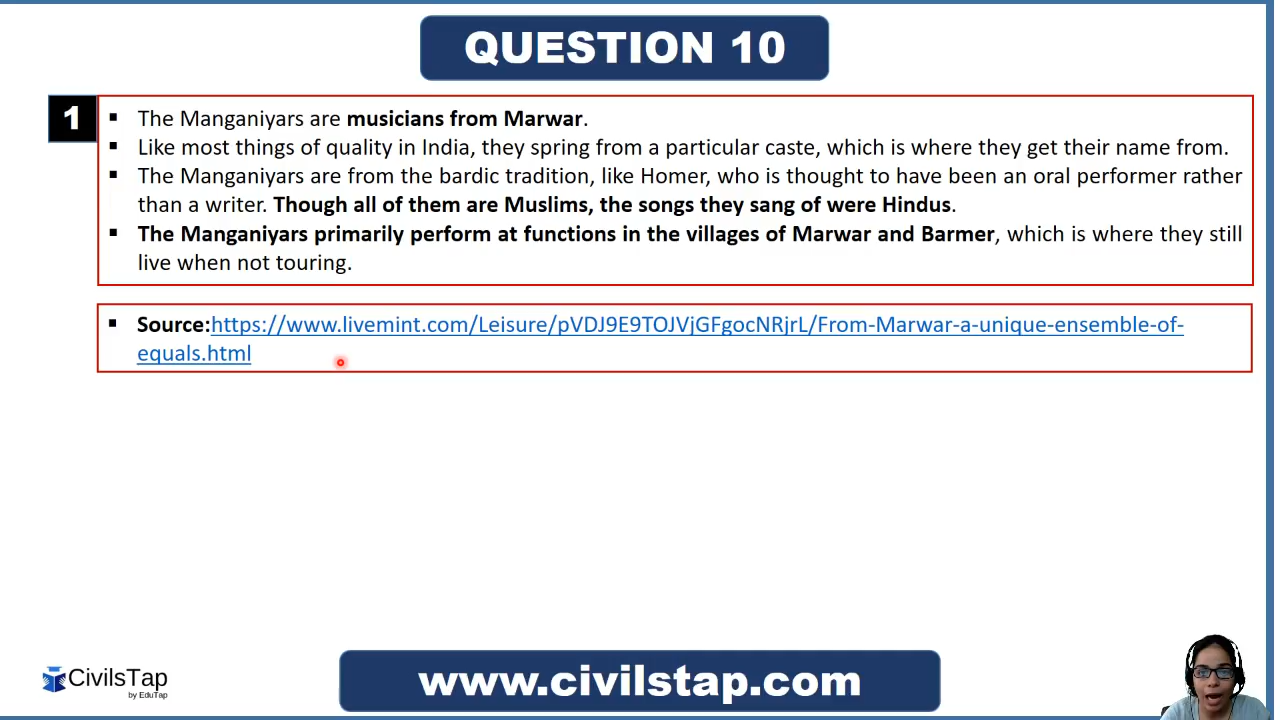 QUESTION 10
1
▪ The Manganiyars are musicians from Marwar.
▪ Like most things of quality in India, they spring from a particular caste, which is where they get their name from.
▪ The Manganiyars are from the bardic tradition, like Homer, who is thought to have been an oral performer rather
than a writer. Though all of them are Muslims, the songs they sang of were Hindus.
▪ The Manganiyars primarily perform at functions in the villages of Marwar and Barmer, which is where they still
live when not touring.
▪ Source:https://www.livemint.com/Leisure/pVDJ9E9TOJVjGFgocNRjrL/From-Marwar-a-unique-ensemble-of-
equals.html
CivilsTap
by EduTap
www.civilstap.com